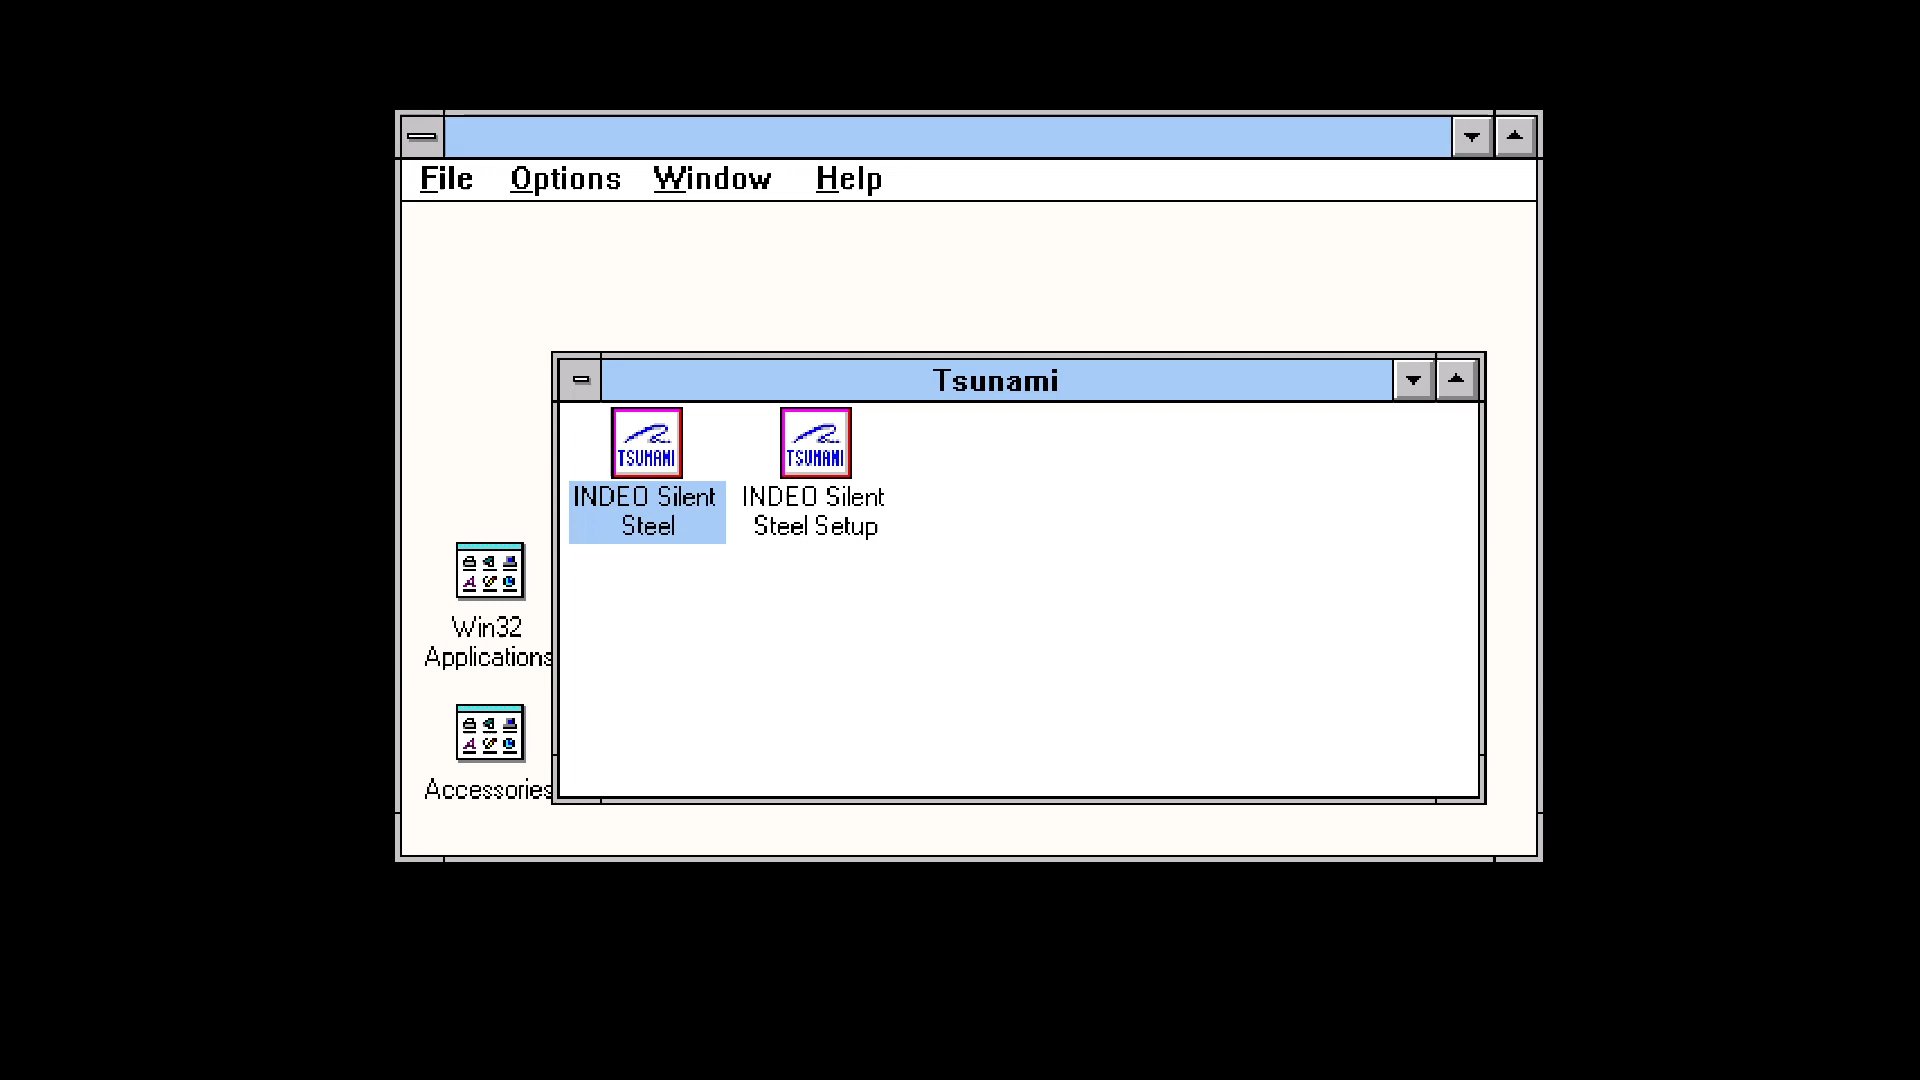 File Options Window Help
Tsunami
TSUNAMI TSUNAMI
INDEO Silent INDEO Silent
Steel Steel Setup
Win32
Applications
Accessories